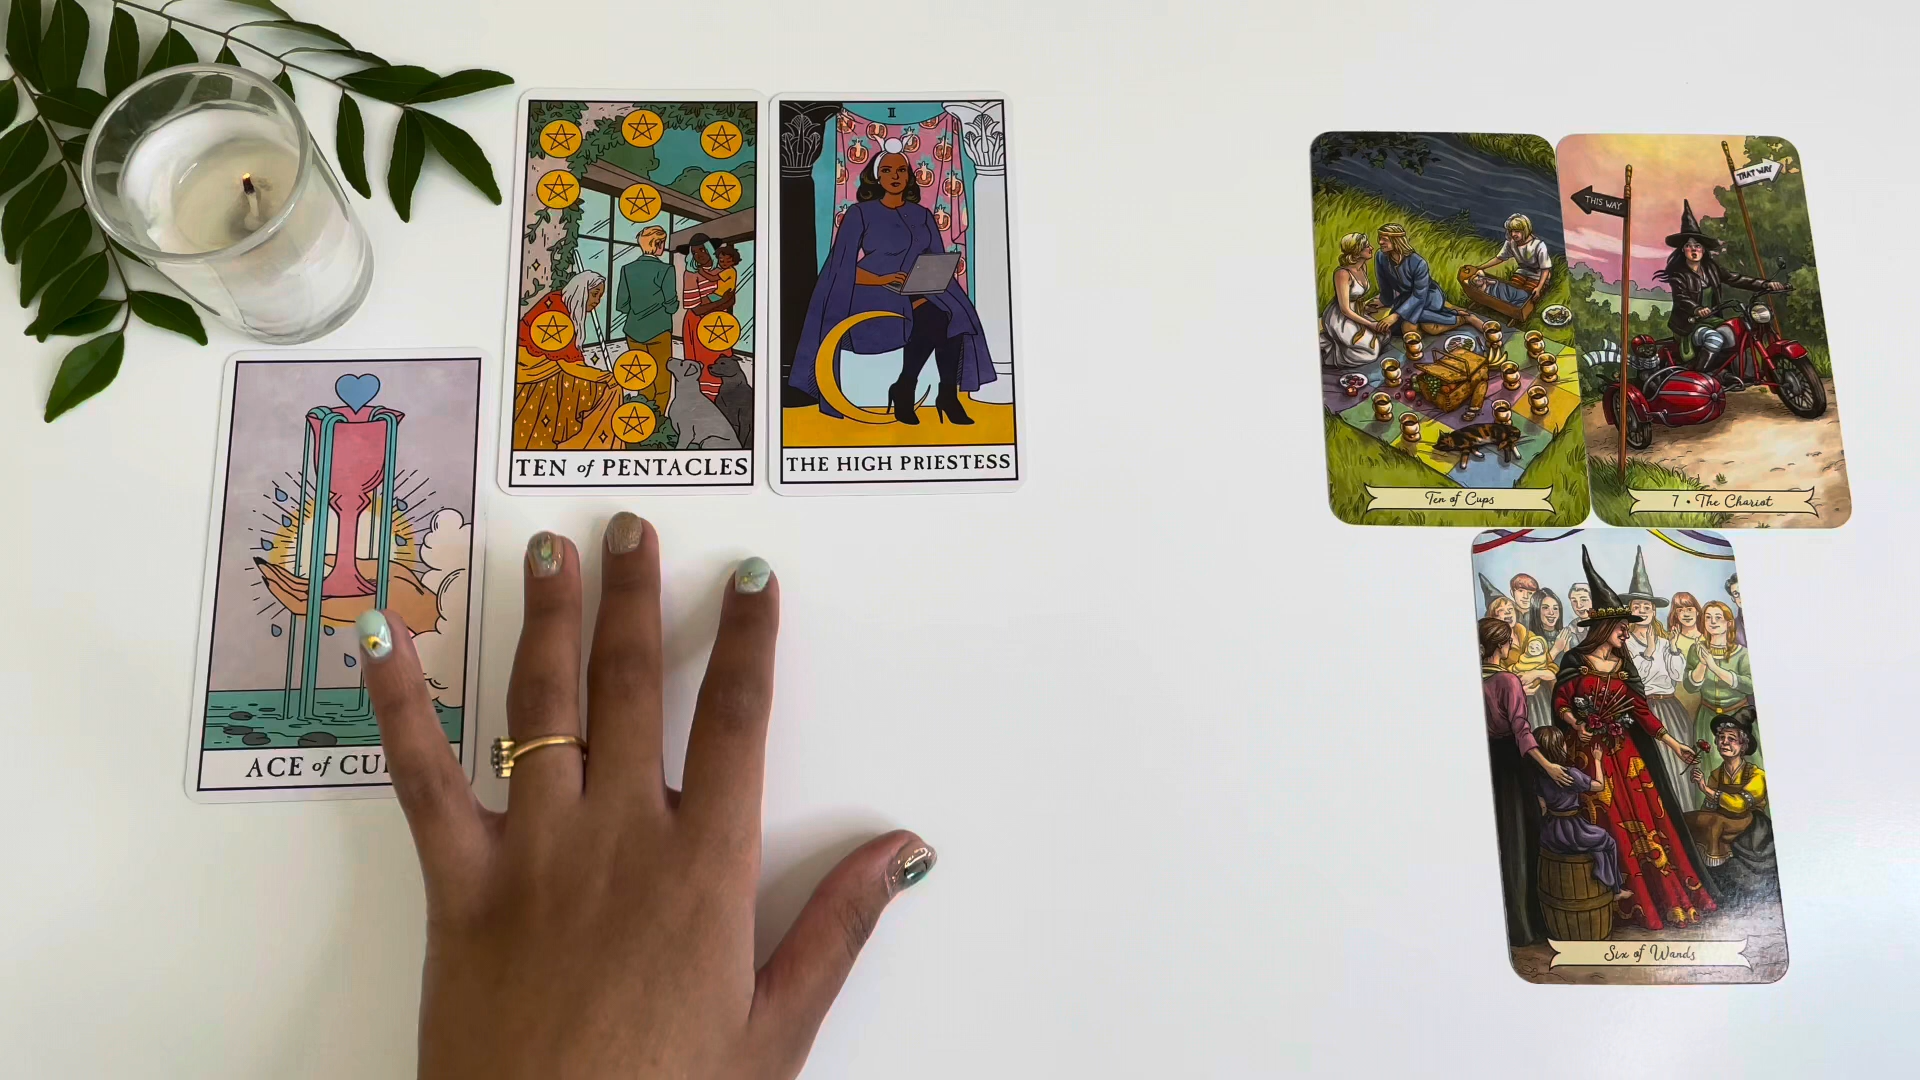 TEN of PENTACLES
II
THE HIGH PRIESTESS
ACE of CU
THIS WAY
THAT WAY
Ten of Cups
7 • The Chariot
Six of Wands